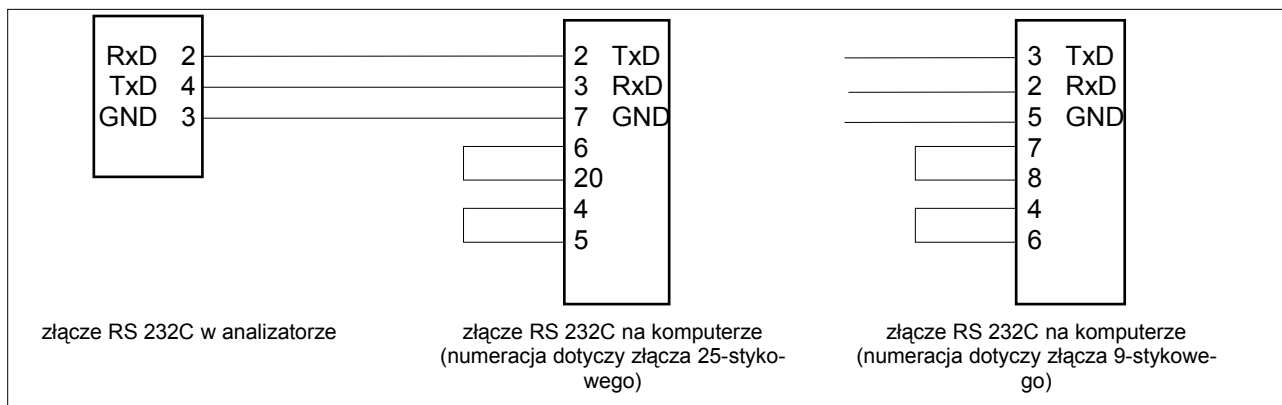 RxD 2
TxD 4
GND 3
2 TxD
3 RxD
7 GND
6
20
4
5
3 TxD
2 RxD
5 GND
7
8
4
6
złącze RS 232C w analizatorze
złącze RS 232C na komputerze
(numeracja dotyczy złącza 25-styko-
wego)
złącze RS 232C na komputerze
(numeracja dotyczy złącza 9-stykowe-
go)